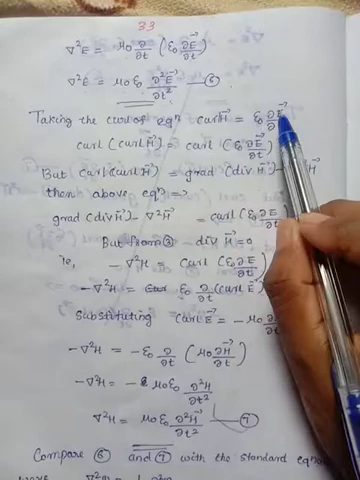 33
∇²E = μ₀ ∂/∂t (ε₀ ∂E⃗/∂t)
∇²E⃗ = μ₀ ε₀ ∂²E⃗/∂t² — ⑥
Taking the curl of eqn curl H⃗ = ε₀ ∂E⃗/∂
curl (curl H⃗) = curl (ε₀ ∂E⃗/∂t)
But curl (curl H⃗) = grad (div H⃗) - ²H⃗
then above eqn =>
grad (div H⃗) - ∇²H⃗ = curl (ε₀ ∂E⃗/∂t
But from ③ div H⃗ = 0
ie, -∇²H = curl (ε₀ ∂E⃗/∂t)
-∇²H = ε₀ ∂/∂t (curl E⃗)
Substituting curl E⃗ = -μ₀ ∂
-∇²H = -ε₀ ∂/∂t (μ₀ ∂H⃗/∂t)
-∇²H = - μ₀ε₀ ∂²H/∂t²
∇²H = μ₀ε₀ ∂²H⃗/∂t² ⑦
Compare ⑥ and ⑦ with the standard eqn